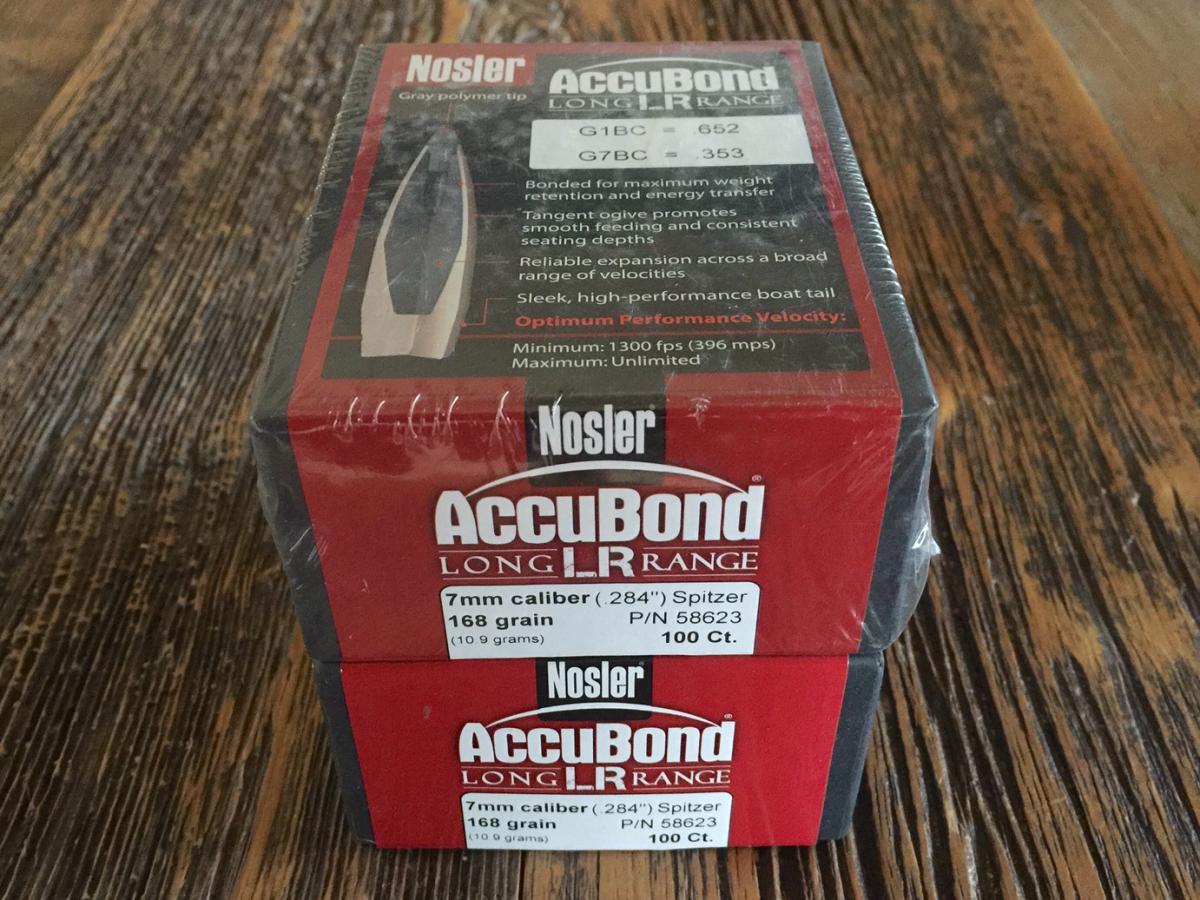 Nosler
Gray polymer tip
AccuBond
LONG LR RANGE
G1BC = .652
G7BC = .353
Bonded for maximum weight
retention and energy transfer
Tangent ogive promotes
smooth feeding and consistent
seating depths
Reliable expansion across a broad
range of velocities
Sleek, high-performance boat tail
Optimum Performance Velocity:
Minimum: 1300 fps (396 mps)
Maximum: Unlimited
Nosler®
AccuBond®
LONG LR RANGE
7mm caliber (.284") Spitzer
168 grain P/N 58623
(10.9 grams) 100 Ct.
Nosler®
AccuBond®
LONG LR RANGE
7mm caliber (.284") Spitzer
168 grain P/N 58623
(10.9 grams) 100 Ct.